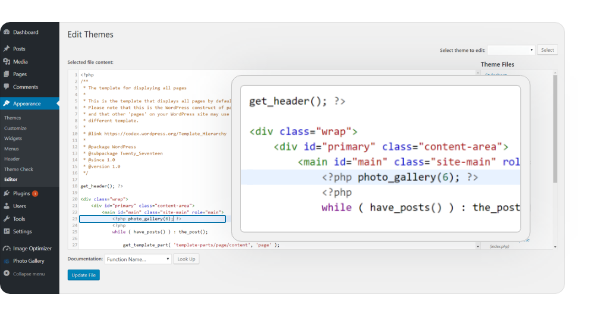 Dashboard
Posts
Media
Pages
Comments
Appearance
Themes
Customize
Widgets
Menus
Header
Theme Check
Editor
Plugins
Users
Tools
Settings
Image Optimizer
Photo Gallery
Collapse menu
Edit Themes
Select theme to edit:
Select
Selected file content:
Theme Files
<?php
/**
* The template for displaying all pages
*
* This is the template that displays all pages by defaul
* Please note that this is the WordPress construct of pa
* and that other 'pages' on your WordPress site may use
* different template.
*
* @link https://codex.wordpress.org/Template_Hierarchy
*
* @package WordPress
* @subpackage Twenty_Seventeen
* @since 1.0
* @version 1.0
*/
get_header(); ?>
<div class="wrap">
<div id="primary" class="content-area">
<main id="main" class="site-main" role="main">
<?php photo_gallery(6); ?>
<?php
while ( have_posts() ) : the_post();
get_template_part( 'template-parts/page/content', 'page' );
get_header(); ?>
<div class="wrap">
<div id="primary" class="content-area">
<main id="main" class="site-main" rol
<?php photo_gallery(6); ?>
<?php
while ( have_posts() ) : the_post
Documentation:
Function Name...
Look Up
Update File